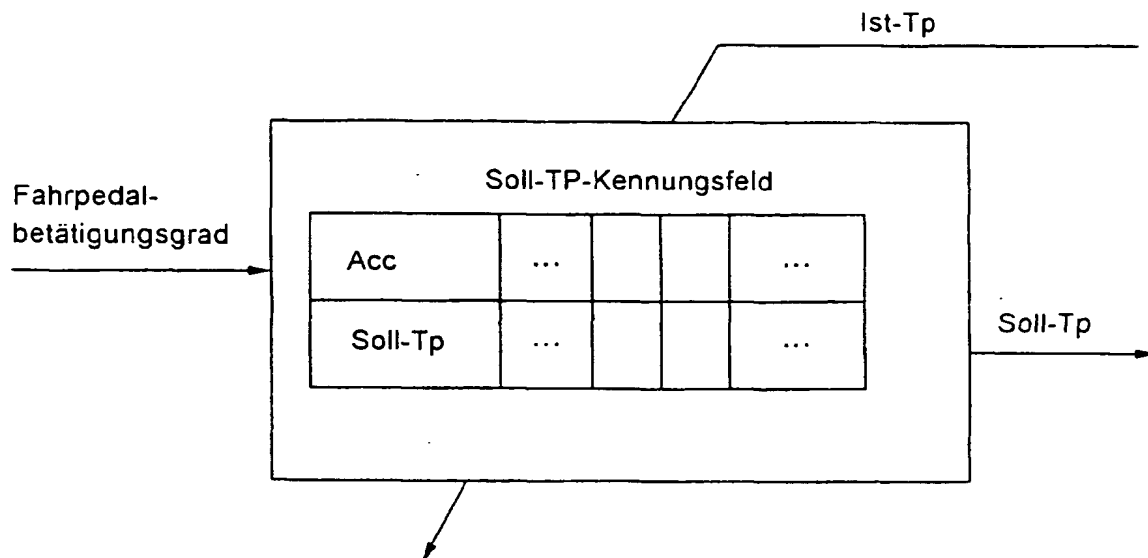 Ist-Tp
Soll-TP-Kennungsfeld
Fahrpedal-
betätigungsgrad
Acc ... ...
Soll-Tp ... ...
Soll-Tp